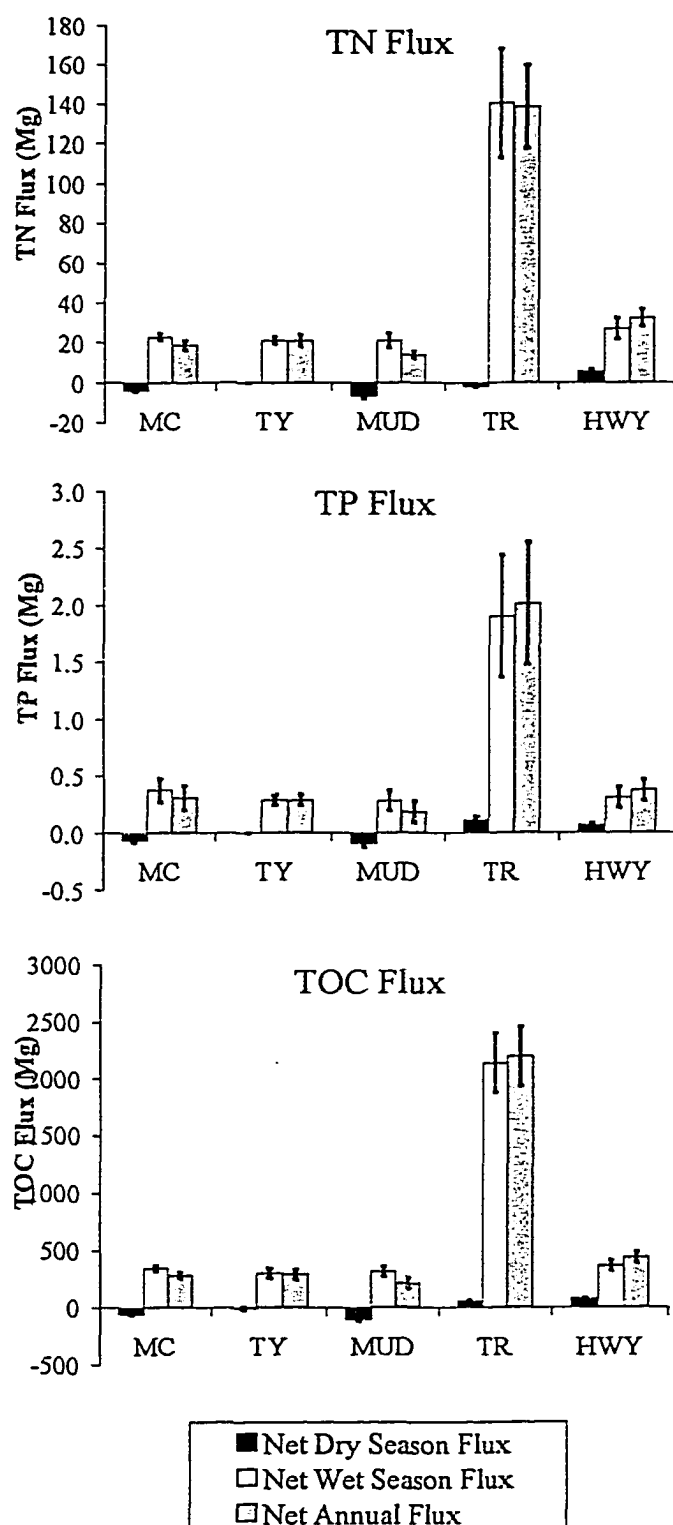 TN Flux
TN Flux (Mg)
180
160
140
120
100
80
60
40
20
0
-20
MC TY MUD TR HWY
TP Flux
TP Flux (Mg)
3.0
2.5
2.0
1.5
1.0
0.5
0.0
-0.5
MC TY MUD TR HWY
TOC Flux
TOC Flux (Mg)
3000
2500
2000
1500
1000
500
0
-500
MC TY MUD TR HWY
Net Dry Season Flux
Net Wet Season Flux
Net Annual Flux